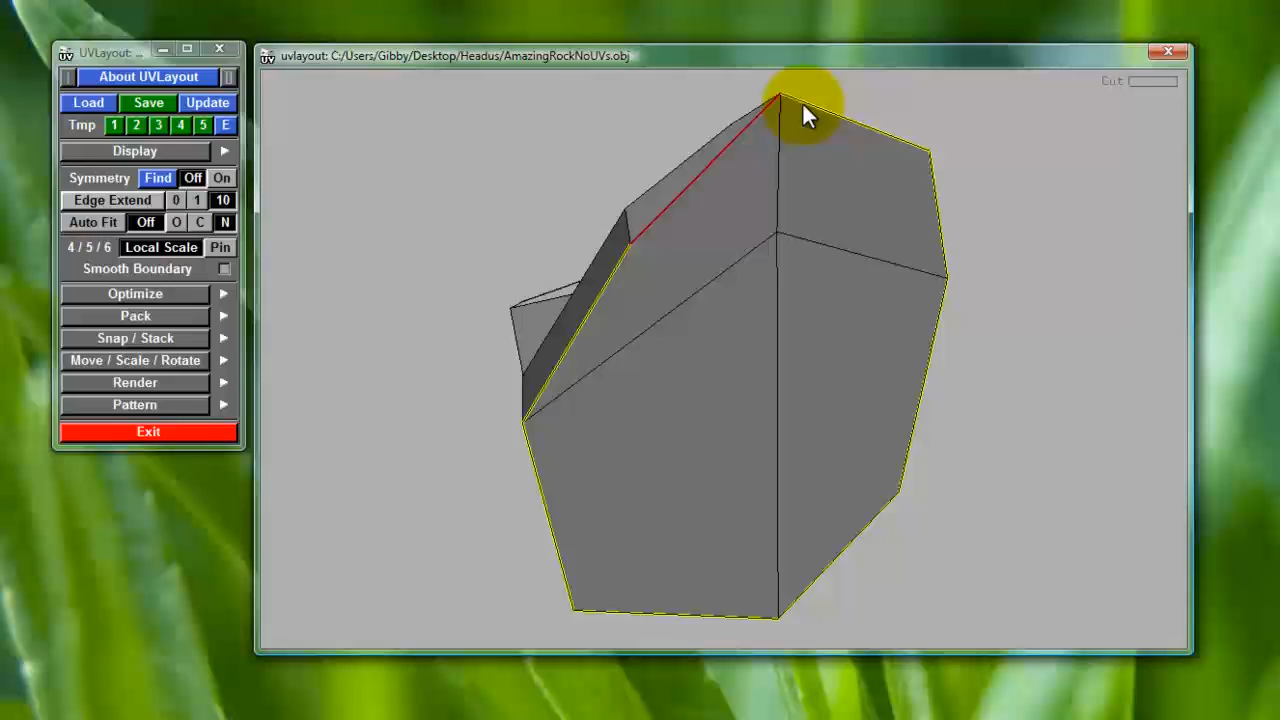 UVLayout: ...
About UVLayout
Load Save Update
Tmp 1 2 3 4 5 E
Display
Symmetry Find Off On
Edge Extend 0 1 10
Auto Fit Off O C N
4 / 5 / 6 Local Scale Pin
Smooth Boundary
Optimize
Pack
Snap / Stack
Move / Scale / Rotate
Render
Pattern
Exit
uvlayout: C:/Users/Gibby/Desktop/Headus/AmazingRockNoUVs.obj
Cut